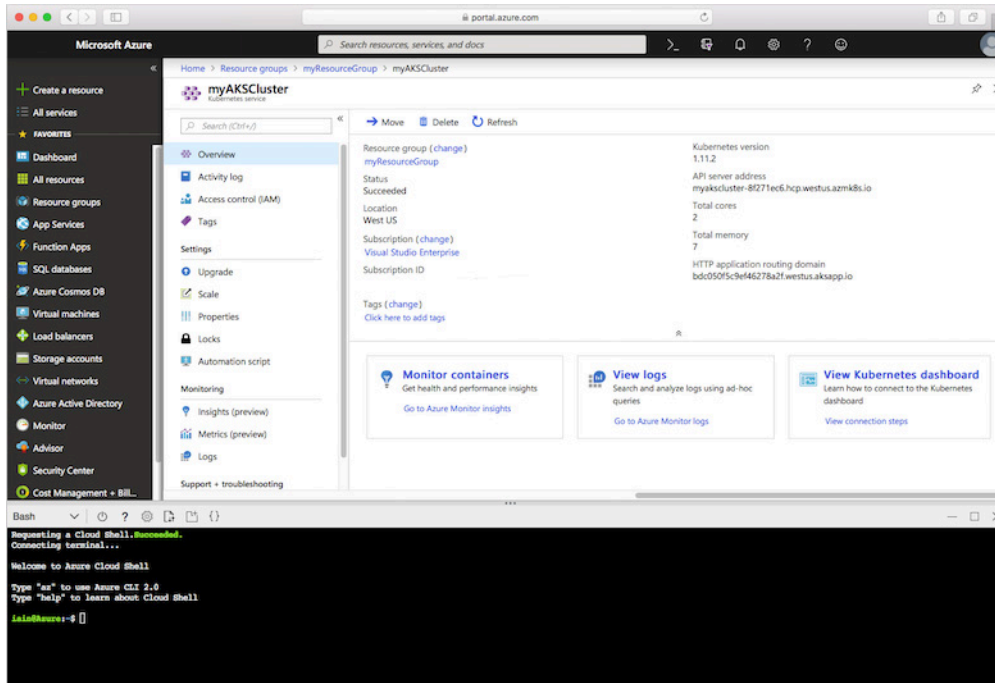 portal.azure.com
Microsoft Azure
Search resources, services, and docs
Home > Resource groups > myResourceGroup > myAKSCluster
myAKSCluster
Kubernetes service
Create a resource
All services
FAVORITES
Dashboard
All resources
Resource groups
App Services
Function Apps
SQL databases
Azure Cosmos DB
Virtual machines
Load balancers
Storage accounts
Virtual networks
Azure Active Directory
Monitor
Advisor
Security Center
Cost Management + Bill...
Search (Ctrl+/)
Overview
Activity log
Access control (IAM)
Tags
Settings
Upgrade
Scale
Properties
Locks
Automation script
Monitoring
Insights (preview)
Metrics (preview)
Logs
Support + troubleshooting
Move Delete Refresh
Resource group (change)
myResourceGroup
Status
Succeeded
Location
West US
Subscription (change)
Visual Studio Enterprise
Subscription ID
Tags (change)
Click here to add tags
Kubernetes version
1.11.2
API server address
myakscluster-8f271ec6.hcp.westus.azmk8s.io
Total cores
2
Total memory
7
HTTP application routing domain
bdc050f5c9ef46278a2f.westus.aksapp.io
Monitor containers
Get health and performance insights
Go to Azure Monitor insights
View logs
Search and analyze logs using ad-hoc
queries
Go to Azure Monitor logs
View Kubernetes dashboard
Learn how to connect to the Kubernetes
dashboard
View connection steps
Bash
Requesting a Cloud Shell.Succeeded.
Connecting terminal...
Welcome to Azure Cloud Shell
Type "az" to use Azure CLI 2.0
Type "help" to learn about Cloud Shell
iain@Azure:~$